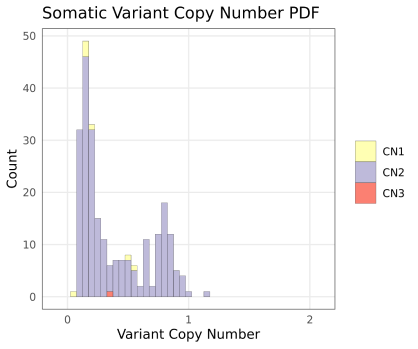 Somatic Variant Copy Number PDF
50
40
30
20
10
0
Count
0
1
2
Variant Copy Number
CN1
CN2
CN3